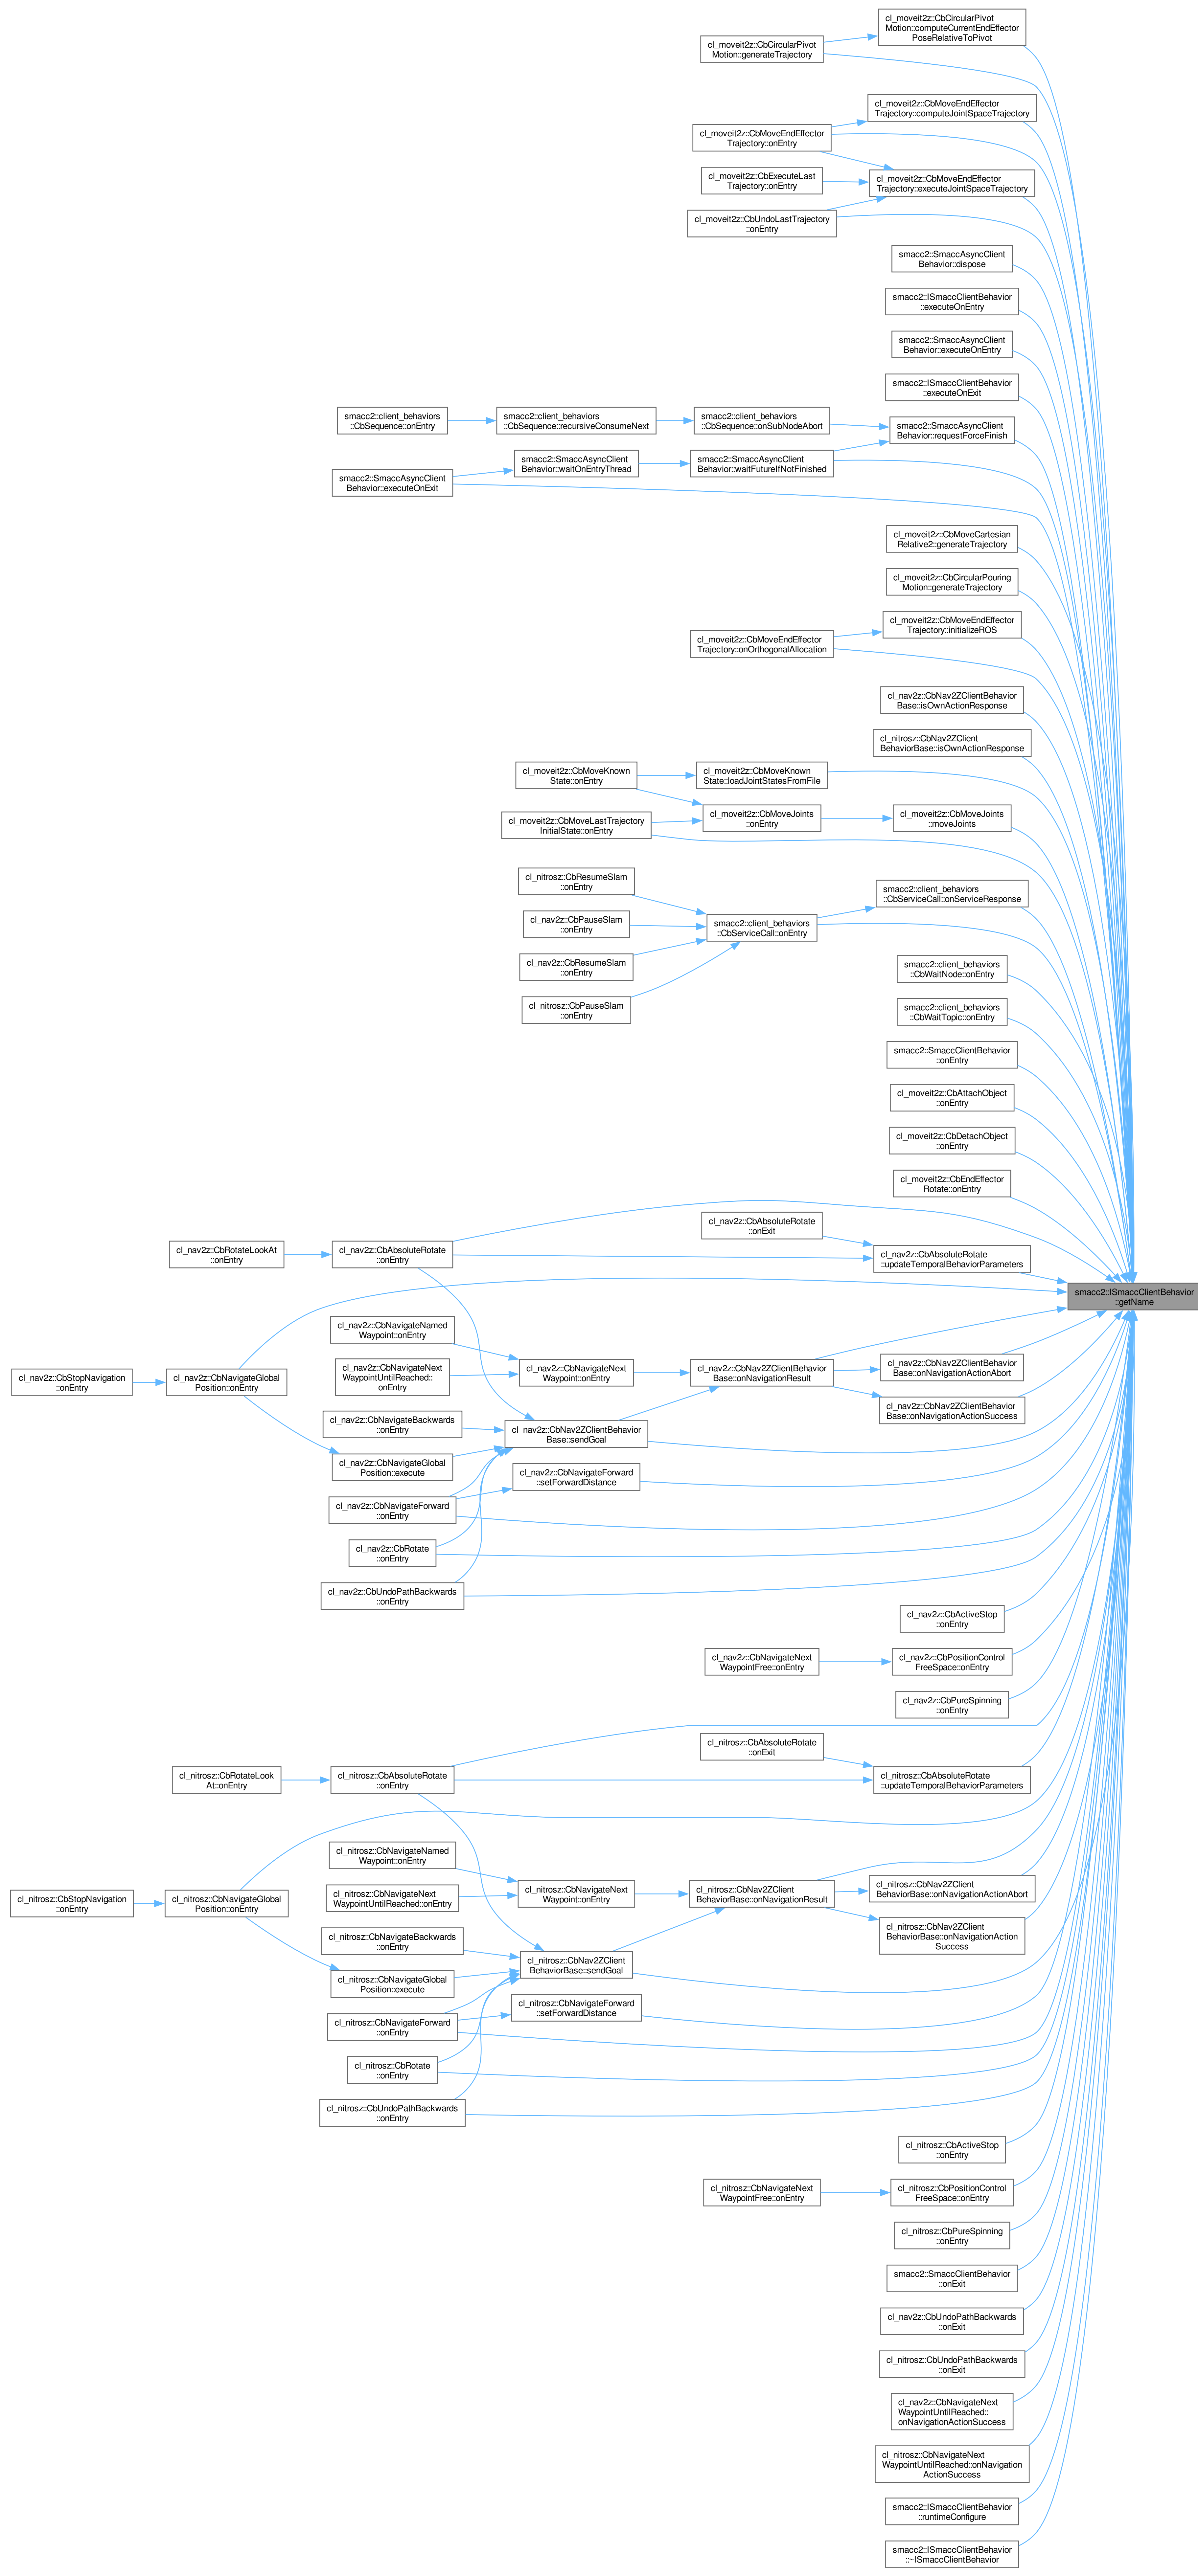 cl_moveit2z::CbCircularPivot
Motion::computeCurrentEndEffector
PoseRelativeToPivot
cl_moveit2z::CbCircularPivot
Motion::generateTrajectory
cl_moveit2z::CbMoveEndEffector
Trajectory::computeJointSpaceTrajectory
cl_moveit2z::CbMoveEndEffector
Trajectory::onEntry
cl_moveit2z::CbExecuteLast
Trajectory::onEntry
cl_moveit2z::CbMoveEndEffector
Trajectory::executeJointSpaceTrajectory
cl_moveit2z::CbUndoLastTrajectory
::onEntry
smacc2::SmaccAsyncClient
Behavior::dispose
smacc2::ISmaccClientBehavior
::executeOnEntry
smacc2::SmaccAsyncClient
Behavior::executeOnEntry
smacc2::ISmaccClientBehavior
::executeOnExit
smacc2::client_behaviors
::CbSequence::onEntry
smacc2::client_behaviors
::CbSequence::recursiveConsumeNext
smacc2::client_behaviors
::CbSequence::onSubNodeAbort
smacc2::SmaccAsyncClient
Behavior::requestForceFinish
smacc2::SmaccAsyncClient
Behavior::executeOnExit
smacc2::SmaccAsyncClient
Behavior::waitOnEntryThread
smacc2::SmaccAsyncClient
Behavior::waitFutureIfNotFinished
cl_moveit2z::CbMoveCartesian
Relative2::generateTrajectory
cl_moveit2z::CbCircularPouring
Motion::generateTrajectory
cl_moveit2z::CbMoveEndEffector
Trajectory::initializeROS
cl_moveit2z::CbMoveEndEffector
Trajectory::onOrthogonalAllocation
cl_nav2z::CbNav2ZClientBehavior
Base::isOwnActionResponse
cl_nitrosz::CbNav2ZClient
BehaviorBase::isOwnActionResponse
cl_moveit2z::CbMoveKnown
State::onEntry
cl_moveit2z::CbMoveKnown
State::loadJointStatesFromFile
cl_moveit2z::CbMoveLastTrajectory
InitialState::onEntry
cl_moveit2z::CbMoveJoints
::onEntry
cl_moveit2z::CbMoveJoints
::moveJoints
cl_nitrosz::CbResumeSlam
::onEntry
smacc2::client_behaviors
::CbServiceCall::onServiceResponse
cl_nav2z::CbPauseSlam
::onEntry
smacc2::client_behaviors
::CbServiceCall::onEntry
cl_nav2z::CbResumeSlam
::onEntry
cl_nitrosz::CbPauseSlam
::onEntry
smacc2::client_behaviors
::CbWaitNode::onEntry
smacc2::client_behaviors
::CbWaitTopic::onEntry
smacc2::SmaccClientBehavior
::onEntry
cl_moveit2z::CbAttachObject
::onEntry
cl_moveit2z::CbDetachObject
::onEntry
cl_moveit2z::CbEndEffector
Rotate::onEntry
cl_nav2z::CbAbsoluteRotate
::onExit
cl_nav2z::CbRotateLookAt
::onEntry
cl_nav2z::CbAbsoluteRotate
::onEntry
cl_nav2z::CbAbsoluteRotate
::updateTemporalBehaviorParameters
smacc2::ISmaccClientBehavior
::getName
cl_nav2z::CbNavigateNamed
Waypoint::onEntry
cl_nav2z::CbStopNavigation
::onEntry
cl_nav2z::CbNavigateGlobal
Position::onEntry
cl_nav2z::CbNavigateNext
WaypointUntilReached::
onEntry
cl_nav2z::CbNavigateNext
Waypoint::onEntry
cl_nav2z::CbNav2ZClientBehavior
Base::onNavigationResult
cl_nav2z::CbNav2ZClientBehavior
Base::onNavigationActionAbort
cl_nav2z::CbNav2ZClientBehavior
Base::onNavigationActionSuccess
cl_nav2z::CbNavigateBackwards
::onEntry
cl_nav2z::CbNav2ZClientBehavior
Base::sendGoal
cl_nav2z::CbNavigateGlobal
Position::execute
cl_nav2z::CbNavigateForward
::setForwardDistance
cl_nav2z::CbNavigateForward
::onEntry
cl_nav2z::CbRotate
::onEntry
cl_nav2z::CbUndoPathBackwards
::onEntry
cl_nav2z::CbActiveStop
::onEntry
cl_nav2z::CbNavigateNext
WaypointFree::onEntry
cl_nav2z::CbPositionControl
FreeSpace::onEntry
cl_nav2z::CbPureSpinning
::onEntry
cl_nitrosz::CbAbsoluteRotate
::onExit
cl_nitrosz::CbRotateLook
At::onEntry
cl_nitrosz::CbAbsoluteRotate
::onEntry
cl_nitrosz::CbAbsoluteRotate
::updateTemporalBehaviorParameters
cl_nitrosz::CbNavigateNamed
Waypoint::onEntry
cl_nitrosz::CbStopNavigation
::onEntry
cl_nitrosz::CbNavigateGlobal
Position::onEntry
cl_nitrosz::CbNavigateNext
WaypointUntilReached::onEntry
cl_nitrosz::CbNavigateNext
Waypoint::onEntry
cl_nitrosz::CbNav2ZClient
BehaviorBase::onNavigationResult
cl_nitrosz::CbNav2ZClient
BehaviorBase::onNavigationActionAbort
cl_nitrosz::CbNav2ZClient
BehaviorBase::onNavigationAction
Success
cl_nitrosz::CbNavigateBackwards
::onEntry
cl_nitrosz::CbNav2ZClient
BehaviorBase::sendGoal
cl_nitrosz::CbNavigateGlobal
Position::execute
cl_nitrosz::CbNavigateForward
::setForwardDistance
cl_nitrosz::CbNavigateForward
::onEntry
cl_nitrosz::CbRotate
::onEntry
cl_nitrosz::CbUndoPathBackwards
::onEntry
cl_nitrosz::CbActiveStop
::onEntry
cl_nitrosz::CbNavigateNext
WaypointFree::onEntry
cl_nitrosz::CbPositionControl
FreeSpace::onEntry
cl_nitrosz::CbPureSpinning
::onEntry
smacc2::SmaccClientBehavior
::onExit
cl_nav2z::CbUndoPathBackwards
::onExit
cl_nitrosz::CbUndoPathBackwards
::onExit
cl_nav2z::CbNavigateNext
WaypointUntilReached::
onNavigationActionSuccess
cl_nitrosz::CbNavigateNext
WaypointUntilReached::onNavigation
ActionSuccess
smacc2::ISmaccClientBehavior
::runtimeConfigure
smacc2::ISmaccClientBehavior
::~ISmaccClientBehavior